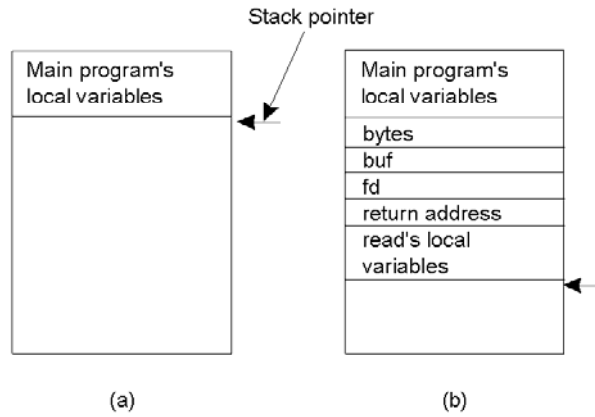 Stack pointer
Main program's
local variables
Main program's
local variables
bytes
buf
fd
return address
read's local
variables
(a)
(b)